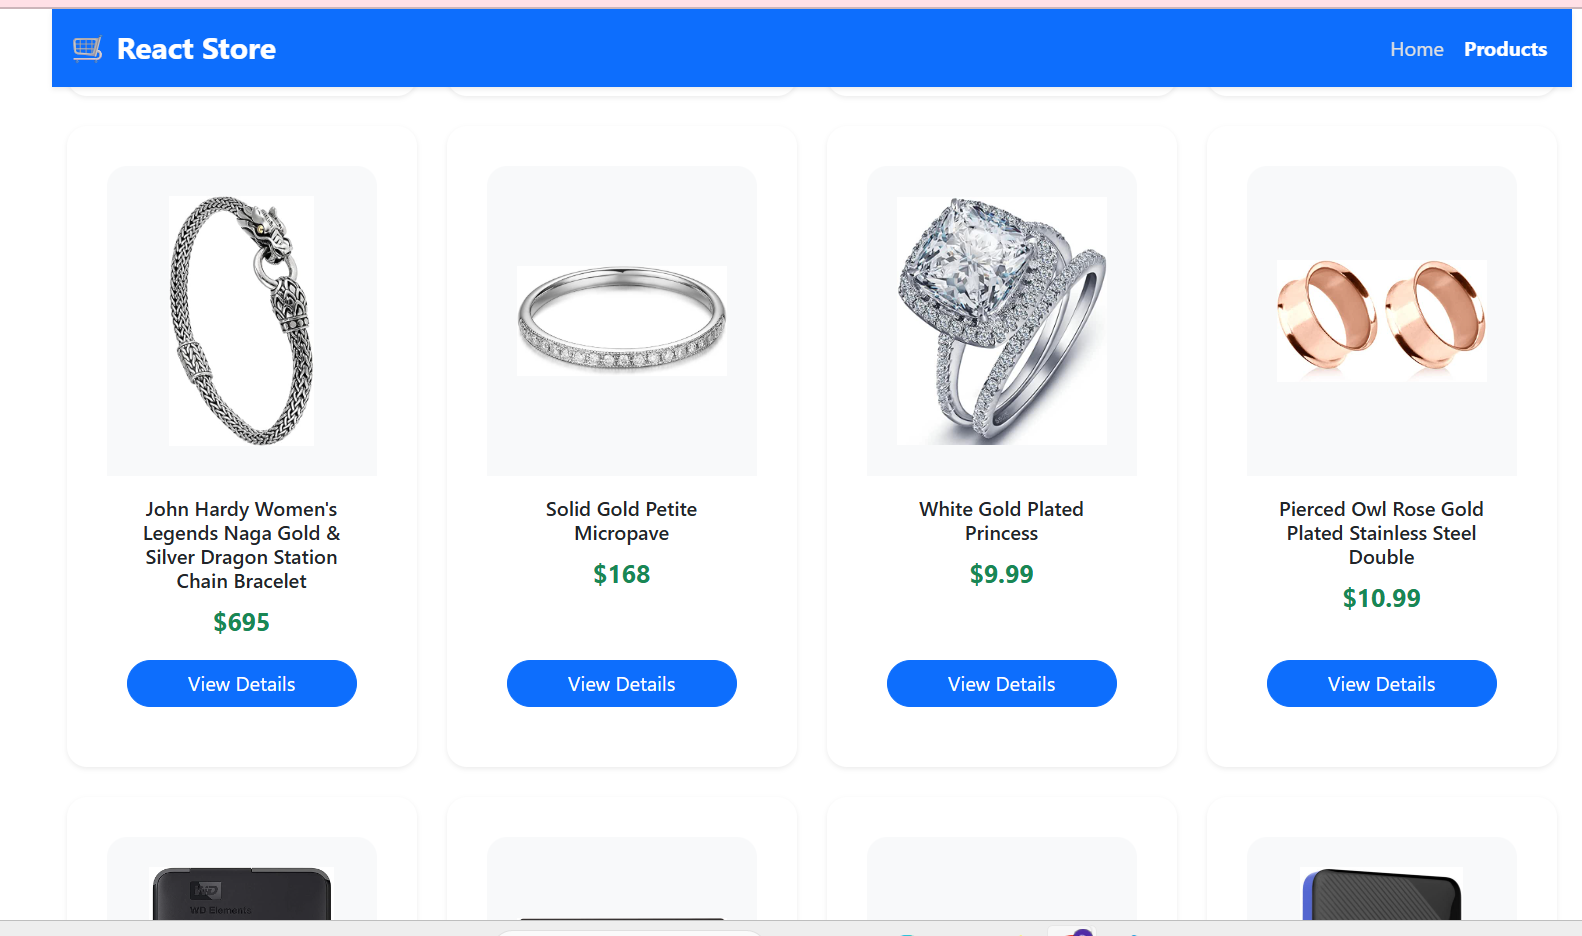 React Store
Home
Products
John Hardy Women's
Legends Naga Gold &
Silver Dragon Station
Chain Bracelet
$695
View Details
Solid Gold Petite
Micropave
$168
View Details
White Gold Plated
Princess
$9.99
View Details
Pierced Owl Rose Gold
Plated Stainless Steel
Double
$10.99
View Details
WD
WD Elements